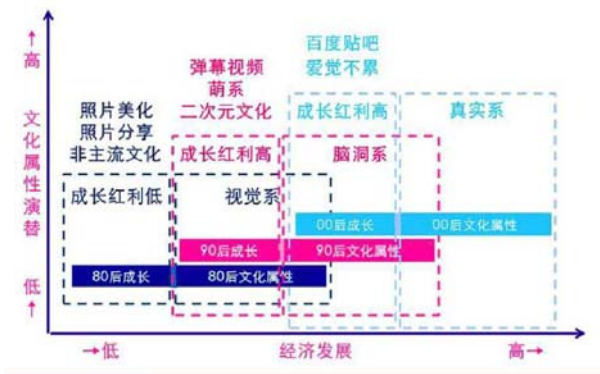 百度贴吧
爱觉不累
弹幕视频
萌系
二次元文化
照片美化
照片分享
非主流文化
成长红利高
真实系
成长红利高
脑洞系
成长红利低
视觉系
00后成长
00后文化属性
90后成长
90后文化属性
80后成长
80后文化属性
↑
高
文化属性演替
低
↑
→低
经济发展
高→